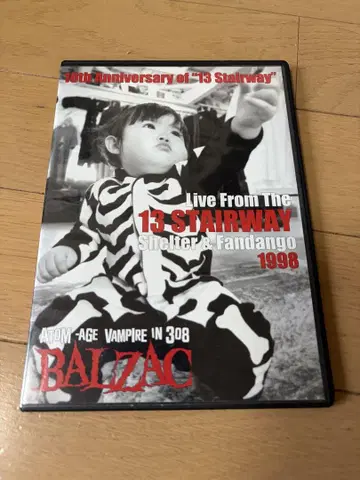 10th Anniversary of "13 Stairway"
Live From The
13 STAIRWAY
Shelter & Fandango
1998
ATOM-AGE VAMPIRE IN 308
BALZAC